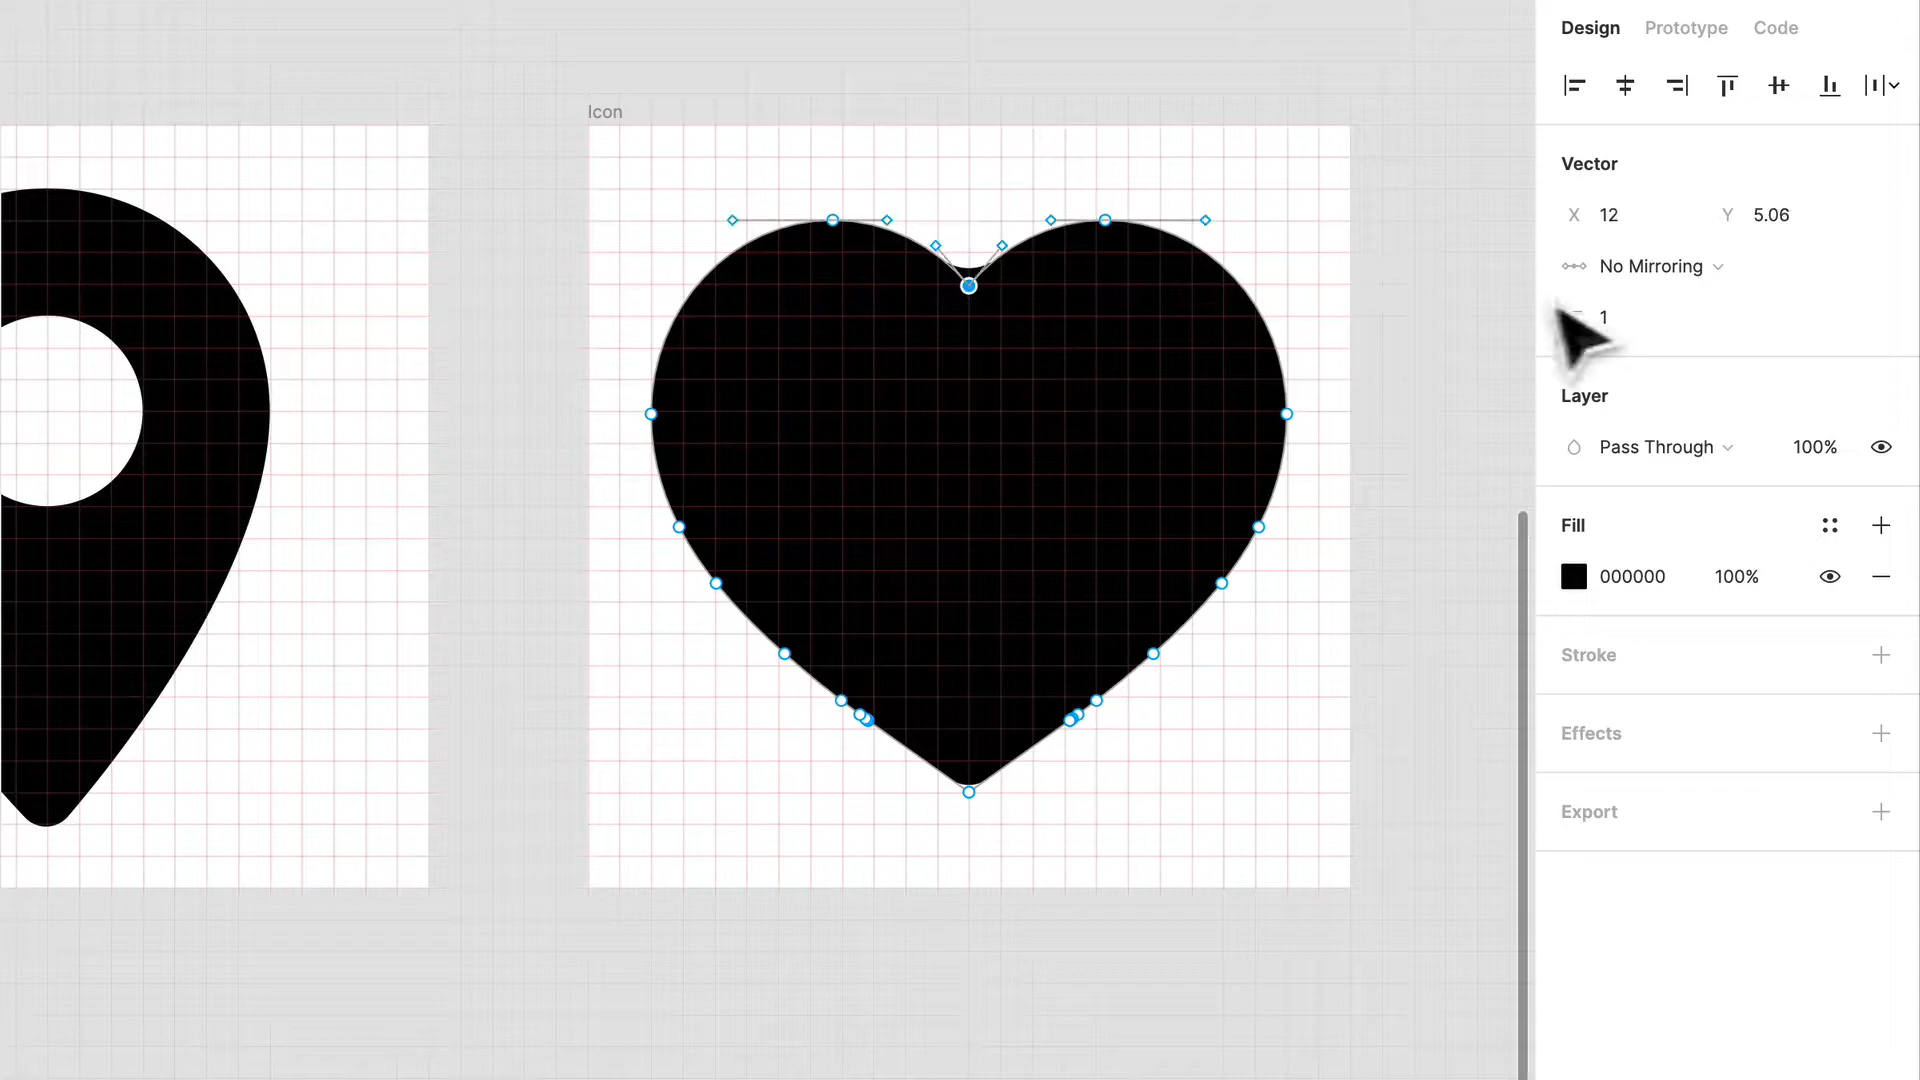 Design Prototype Code
Icon
Vector
X 12 Y 5.06
No Mirroring
1
Layer
Pass Through 100%
Fill
000000 100%
Stroke
Effects
Export